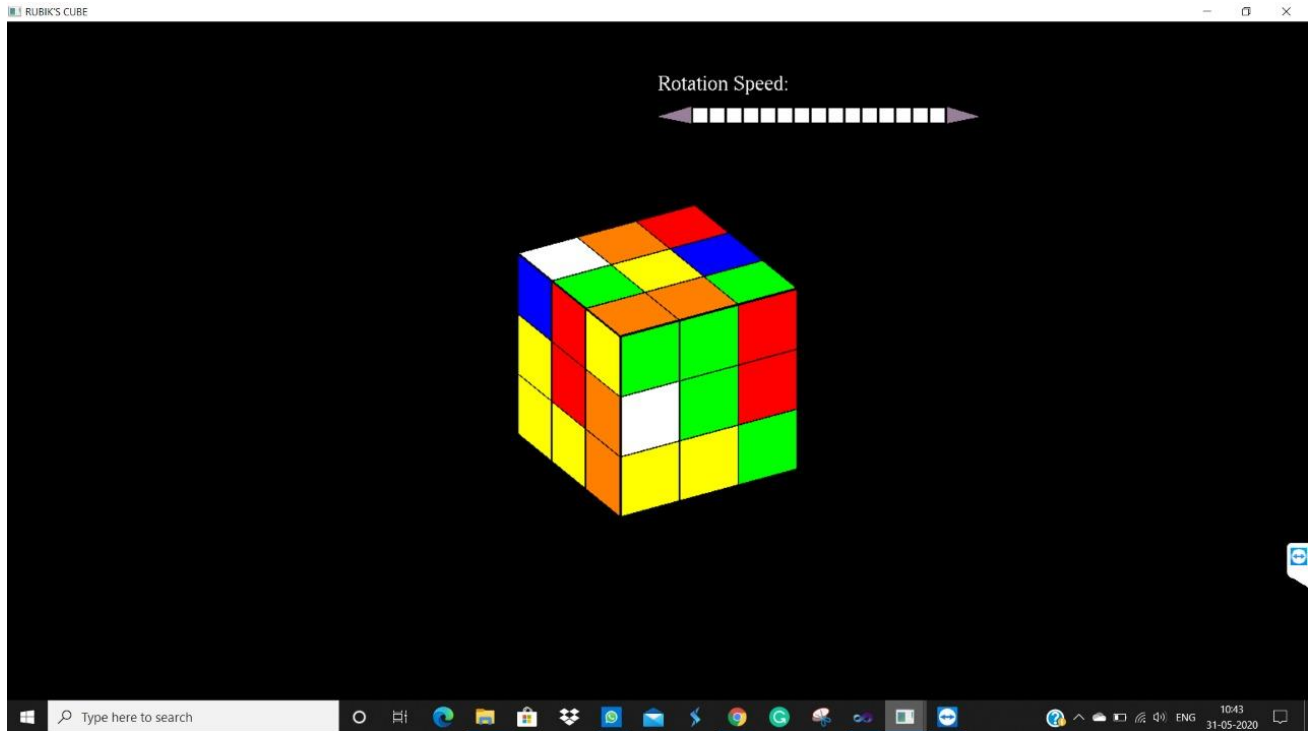 RUBIK'S CUBE
Rotation Speed:
Type here to search
ENG
10:43
31-05-2020